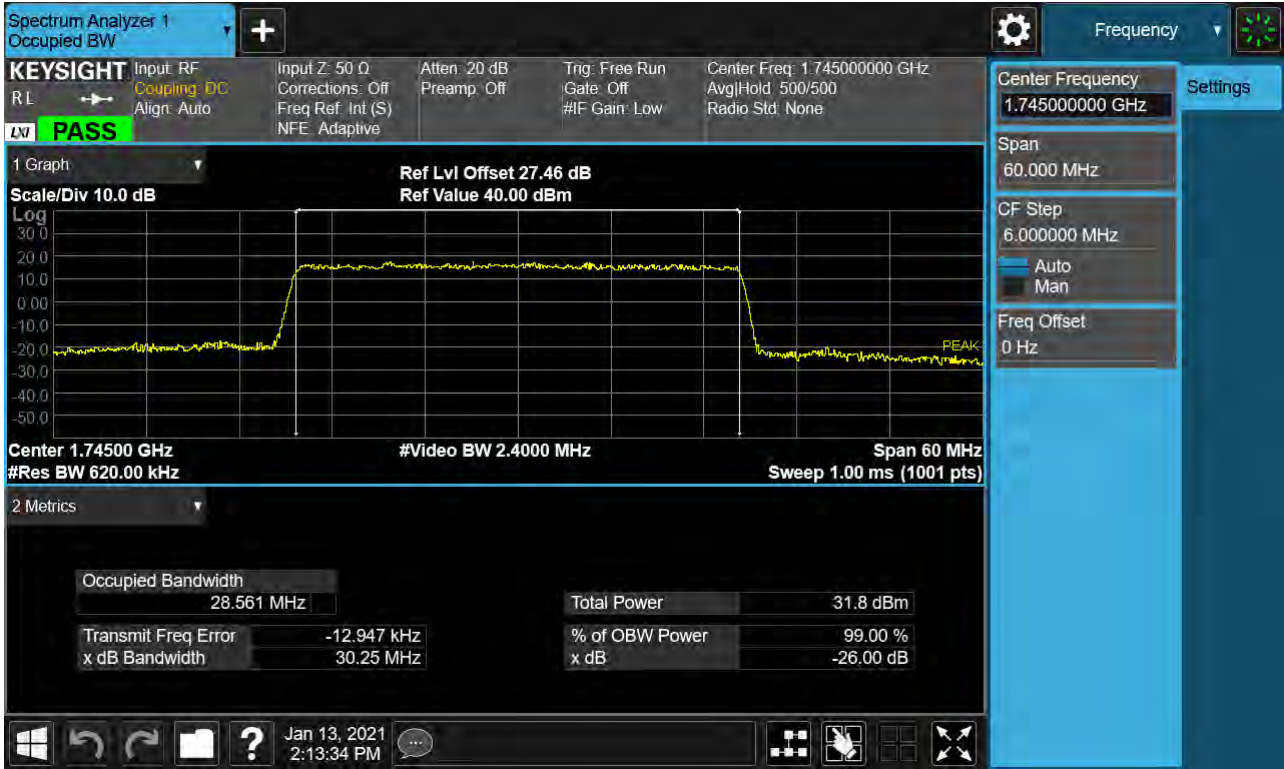 Spectrum Analyzer 1
Occupied BW
Frequency
KEYSIGHT
R L
LXI PASS
Input: RF
Coupling: DC
Align: Auto
Input Z: 50 Ω
Corrections: Off
Freq Ref: Int (S)
NFE: Adaptive
Atten: 20 dB
Preamp: Off
Trig: Free Run
Gate: Off
#IF Gain: Low
Center Freq: 1.745000000 GHz
Avg|Hold: 500/500
Radio Std: None
Center Frequency
1.745000000 GHz
Settings
Span
60.000 MHz
CF Step
6.000000 MHz
Auto
Man
Freq Offset
0 Hz
1 Graph
Scale/Div 10.0 dB
Ref Lvl Offset 27.46 dB
Ref Value 40.00 dBm
Log
30.0
20.0
10.0
0.00
-10.0
-20.0
-30.0
-40.0
-50.0
PEAK
Center 1.74500 GHz
#Video BW 2.4000 MHz
Span 60 MHz
#Res BW 620.00 kHz
Sweep 1.00 ms (1001 pts)
2 Metrics
Occupied Bandwidth
28.561 MHz
Total Power 31.8 dBm
Transmit Freq Error -12.947 kHz
% of OBW Power 99.00 %
x dB Bandwidth 30.25 MHz
x dB -26.00 dB
?
Jan 13, 2021
2:13:34 PM